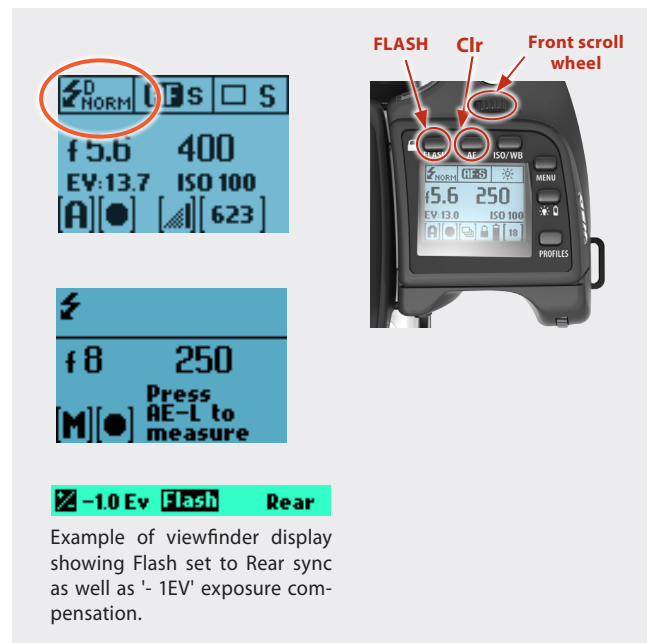 FLASH
Clr
Front scroll
wheel
D
NORM
AF S
S
f 5.6 400
EV:13.7 ISO 100
[A] [ 623 ]
FLASH AF ISO/WB
NORM AF-S
f5.6 250
EV:13.0 ISO 100
[A] [ 18 ]
MENU
PROFILES
f 8 250
Press
AE-L to
[M] measure
-1.0 Ev Flash Rear
Example of viewfinder display
showing Flash set to Rear sync
as well as '- 1EV' exposure com-
pensation.